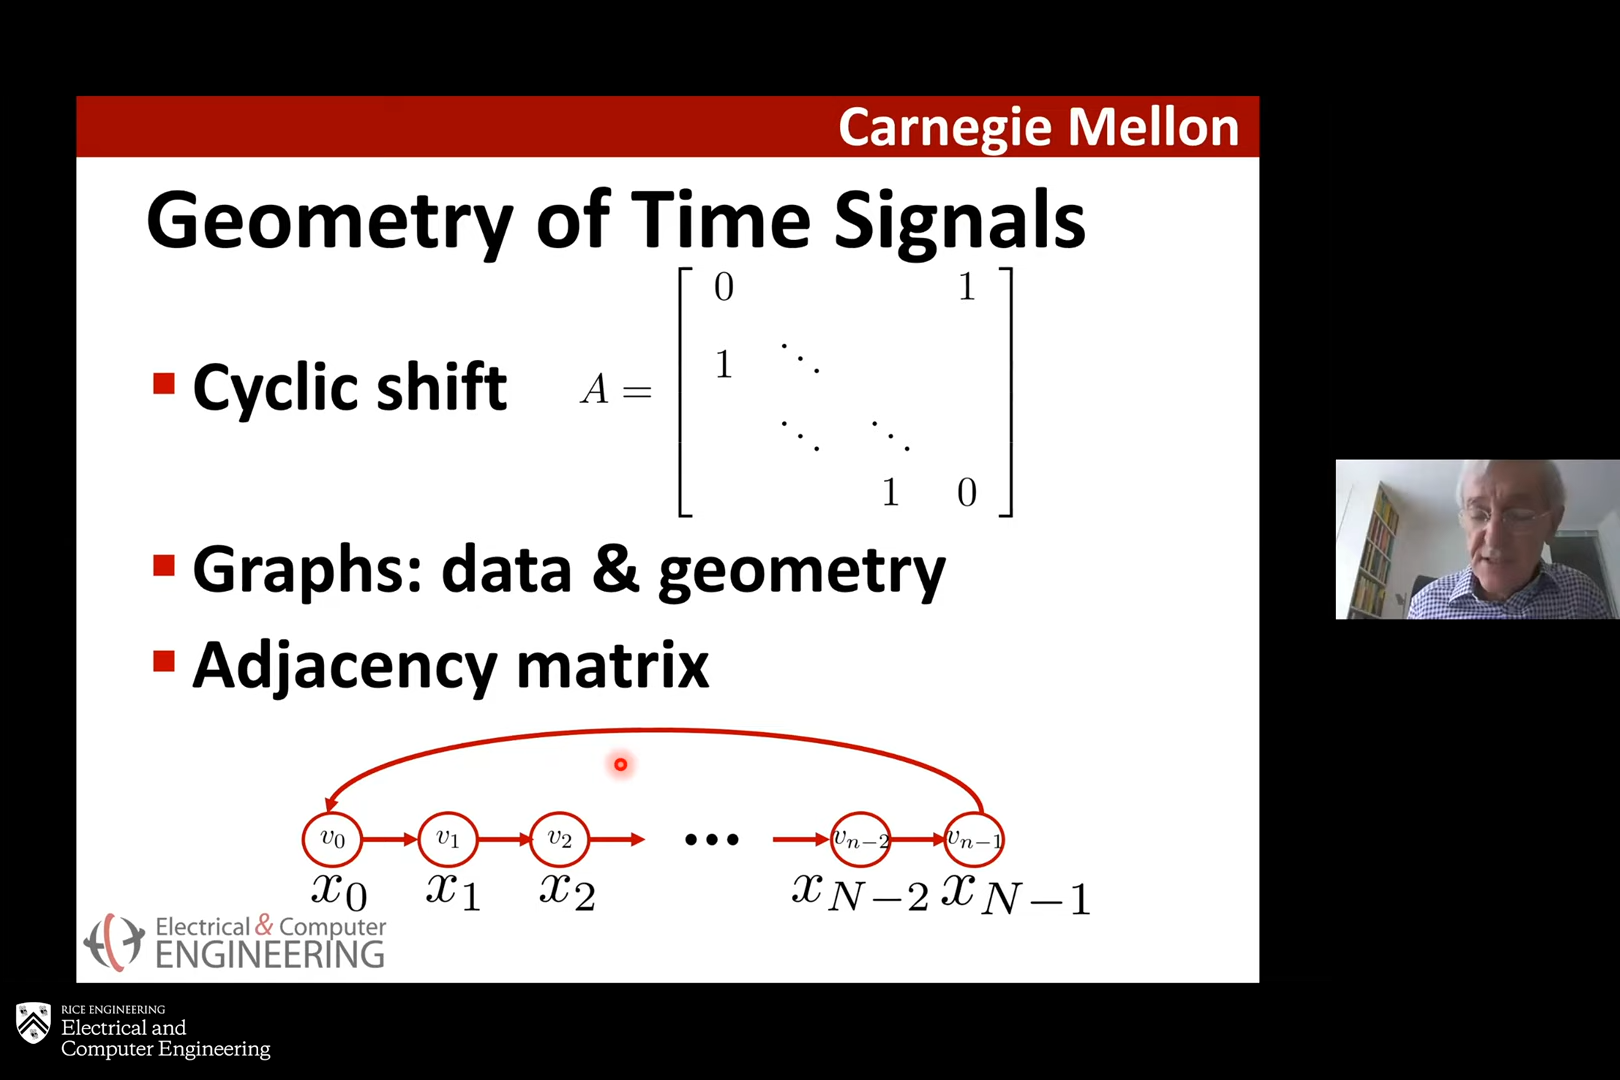 Carnegie Mellon
Geometry of Time Signals
0 1
Cyclic shift A = 1 ⋱
⋱ ⋱
1 0
Graphs: data & geometry
Adjacency matrix
v₀ v₁ v₂ ••• vₙ₋₂ vₙ₋₁
x₀ x₁ x₂ x_{N−2} x_{N−1}
Electrical & Computer
ENGINEERING
RICE ENGINEERING
Electrical and
Computer Engineering